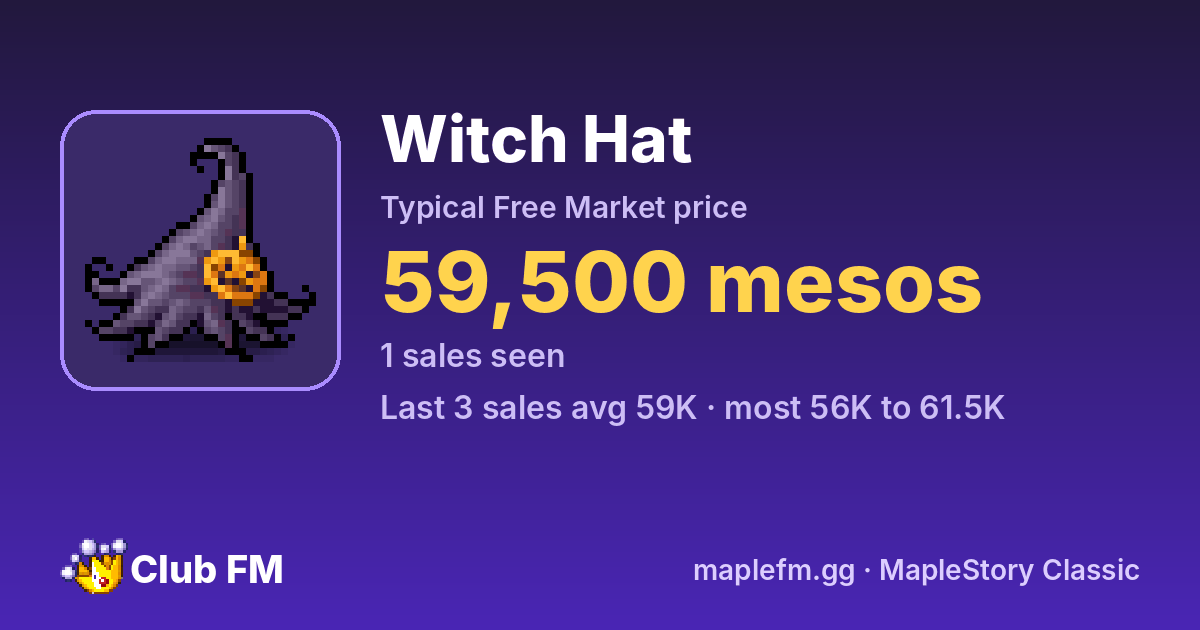 Witch Hat
Typical Free Market price
59,500 mesos
1 sales seen
Last 3 sales avg 59K · most 56K to 61.5K
Club FM
maplefm.gg · MapleStory Classic